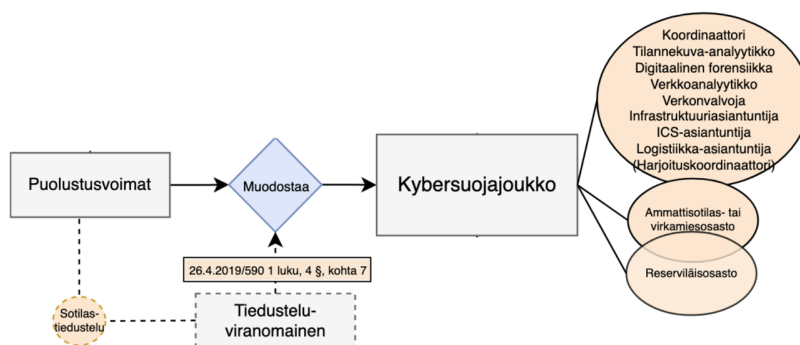 Koordinaattori
Tilannekuva-analyytikko
Digitaalinen forensiikka
Verkkoanalyytikko
Verkonvalvoja
Infrastruktuuriasiantuntija
ICS-asiantuntija
Logistiikka-asiantuntija
(Harjoituskoordinaattori)
Puolustusvoimat
Muodostaa
Kybersuojajoukko
Ammattisotilas- tai
virkamiesosasto
Reserviläisosasto
26.4.2019/590 1 luku, 4 §, kohta 7
Sotilas-
tiedustelu
Tiedustelu-
viranomainen